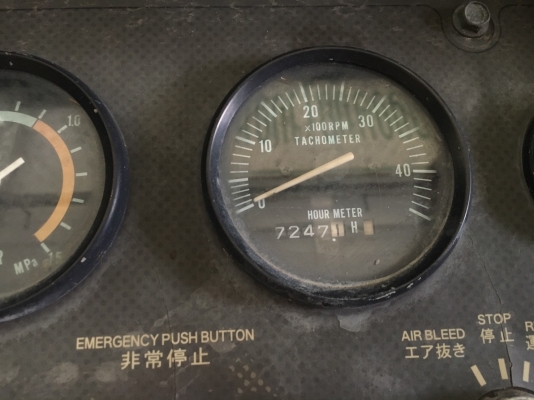 1.0
MPa
0
10
20
30
40
×100RPM
TACHOMETER
HOUR METER
7247 H
EMERGENCY PUSH BUTTON
非常停止
AIR BLEED
エア抜き
STOP
停止